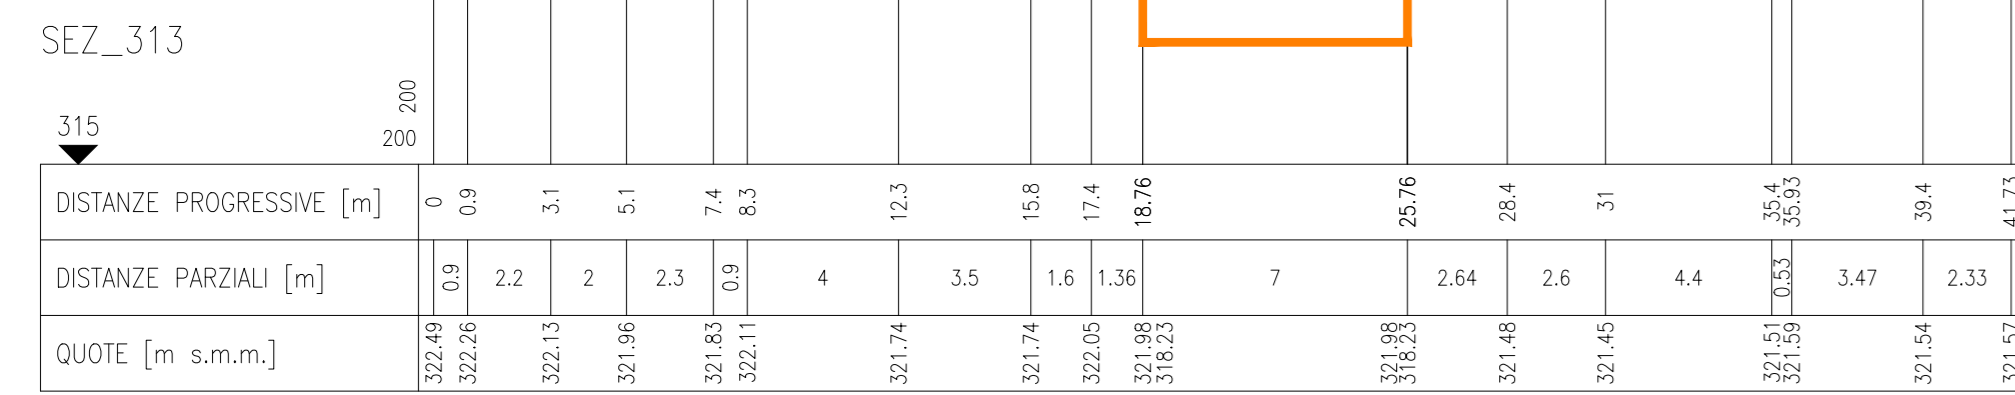 SEZ_313
200
315
200
DISTANZE PROGRESSIVE [m] 0 0.9 3.1 5.1 7.4 8.3 12.3 15.8 17.4 18.76 25.76 28.4 31 35.4 35.93 39.4 41.73
DISTANZE PARZIALI [m] 0.9 2.2 2 2.3 0.9 4 3.5 1.6 1.36 7 2.64 2.6 4.4 0.53 3.47 2.33
QUOTE [m s.m.m.] 322.49 322.26 322.13 321.96 321.83 322.11 321.74 321.74 322.05 321.98 318.23 321.98 318.23 321.48 321.45 321.51 321.59 321.54 321.57